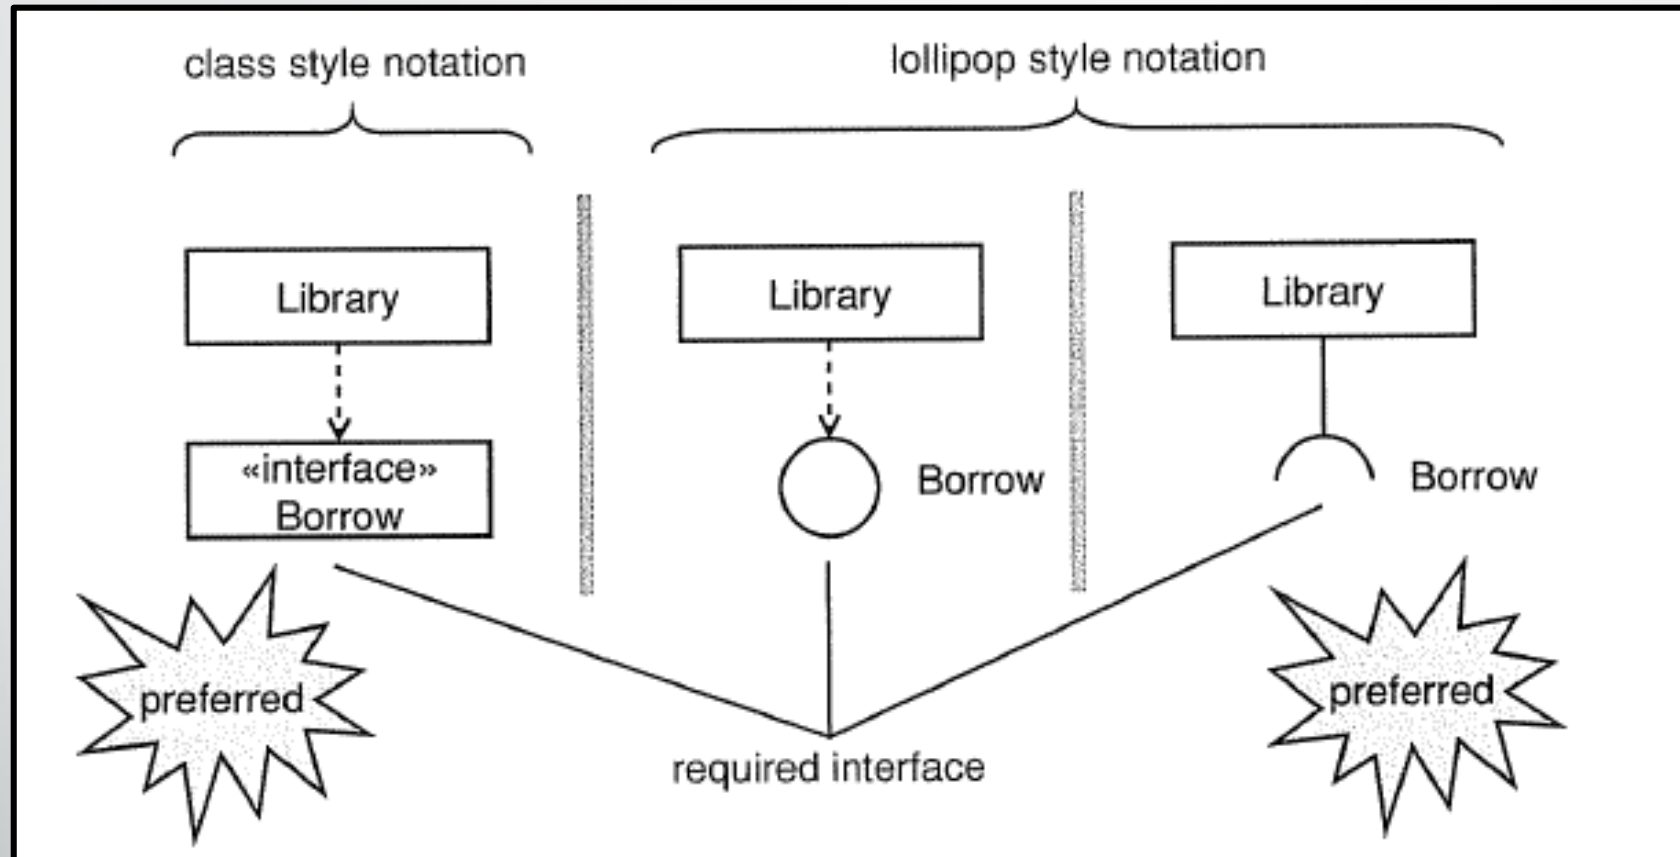 class style notation
lollipop style notation
Library
Library
Library
«interface»
Borrow
Borrow
Borrow
preferred
preferred
required interface